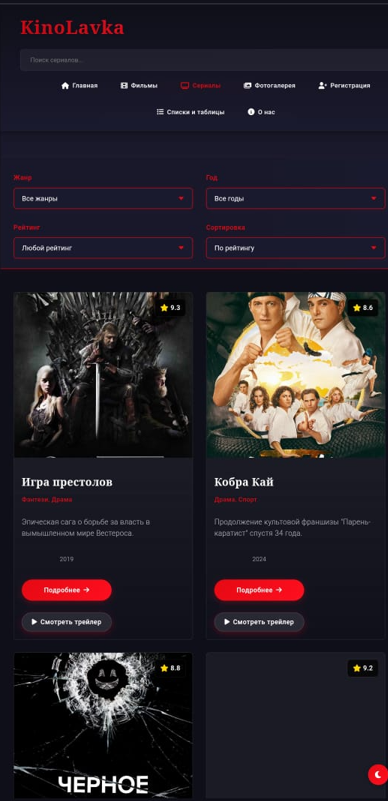 KinoLavka
Поиск сериалов...
Главная Фильмы Сериалы Фотогалерея Регистрация
Списки и таблицы О нас
Жанр Год
Все жанры Все годы
Рейтинг Сортировка
Любой рейтинг По рейтингу
9.3 8.6
Игра престолов
Фэнтези, Драма
Эпическая сага о борьбе за власть в
вымышленном мире Вестероса.
2019
Подробнее →
Смотреть трейлер
Кобра Кай
Драма, Спорт
Продолжение культовой франшизы "Парень-
каратист" спустя 34 года.
2024
Подробнее →
Смотреть трейлер
8.8 9.2
ЧЕРНОЕ